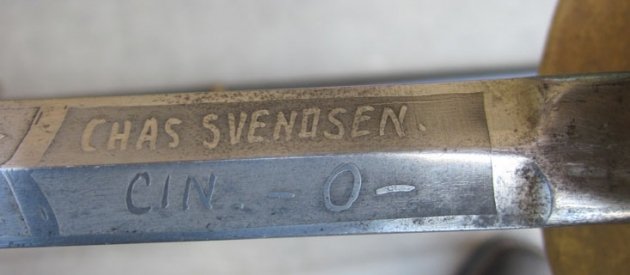 CHAS SVENDSEN.
CIN. - O -